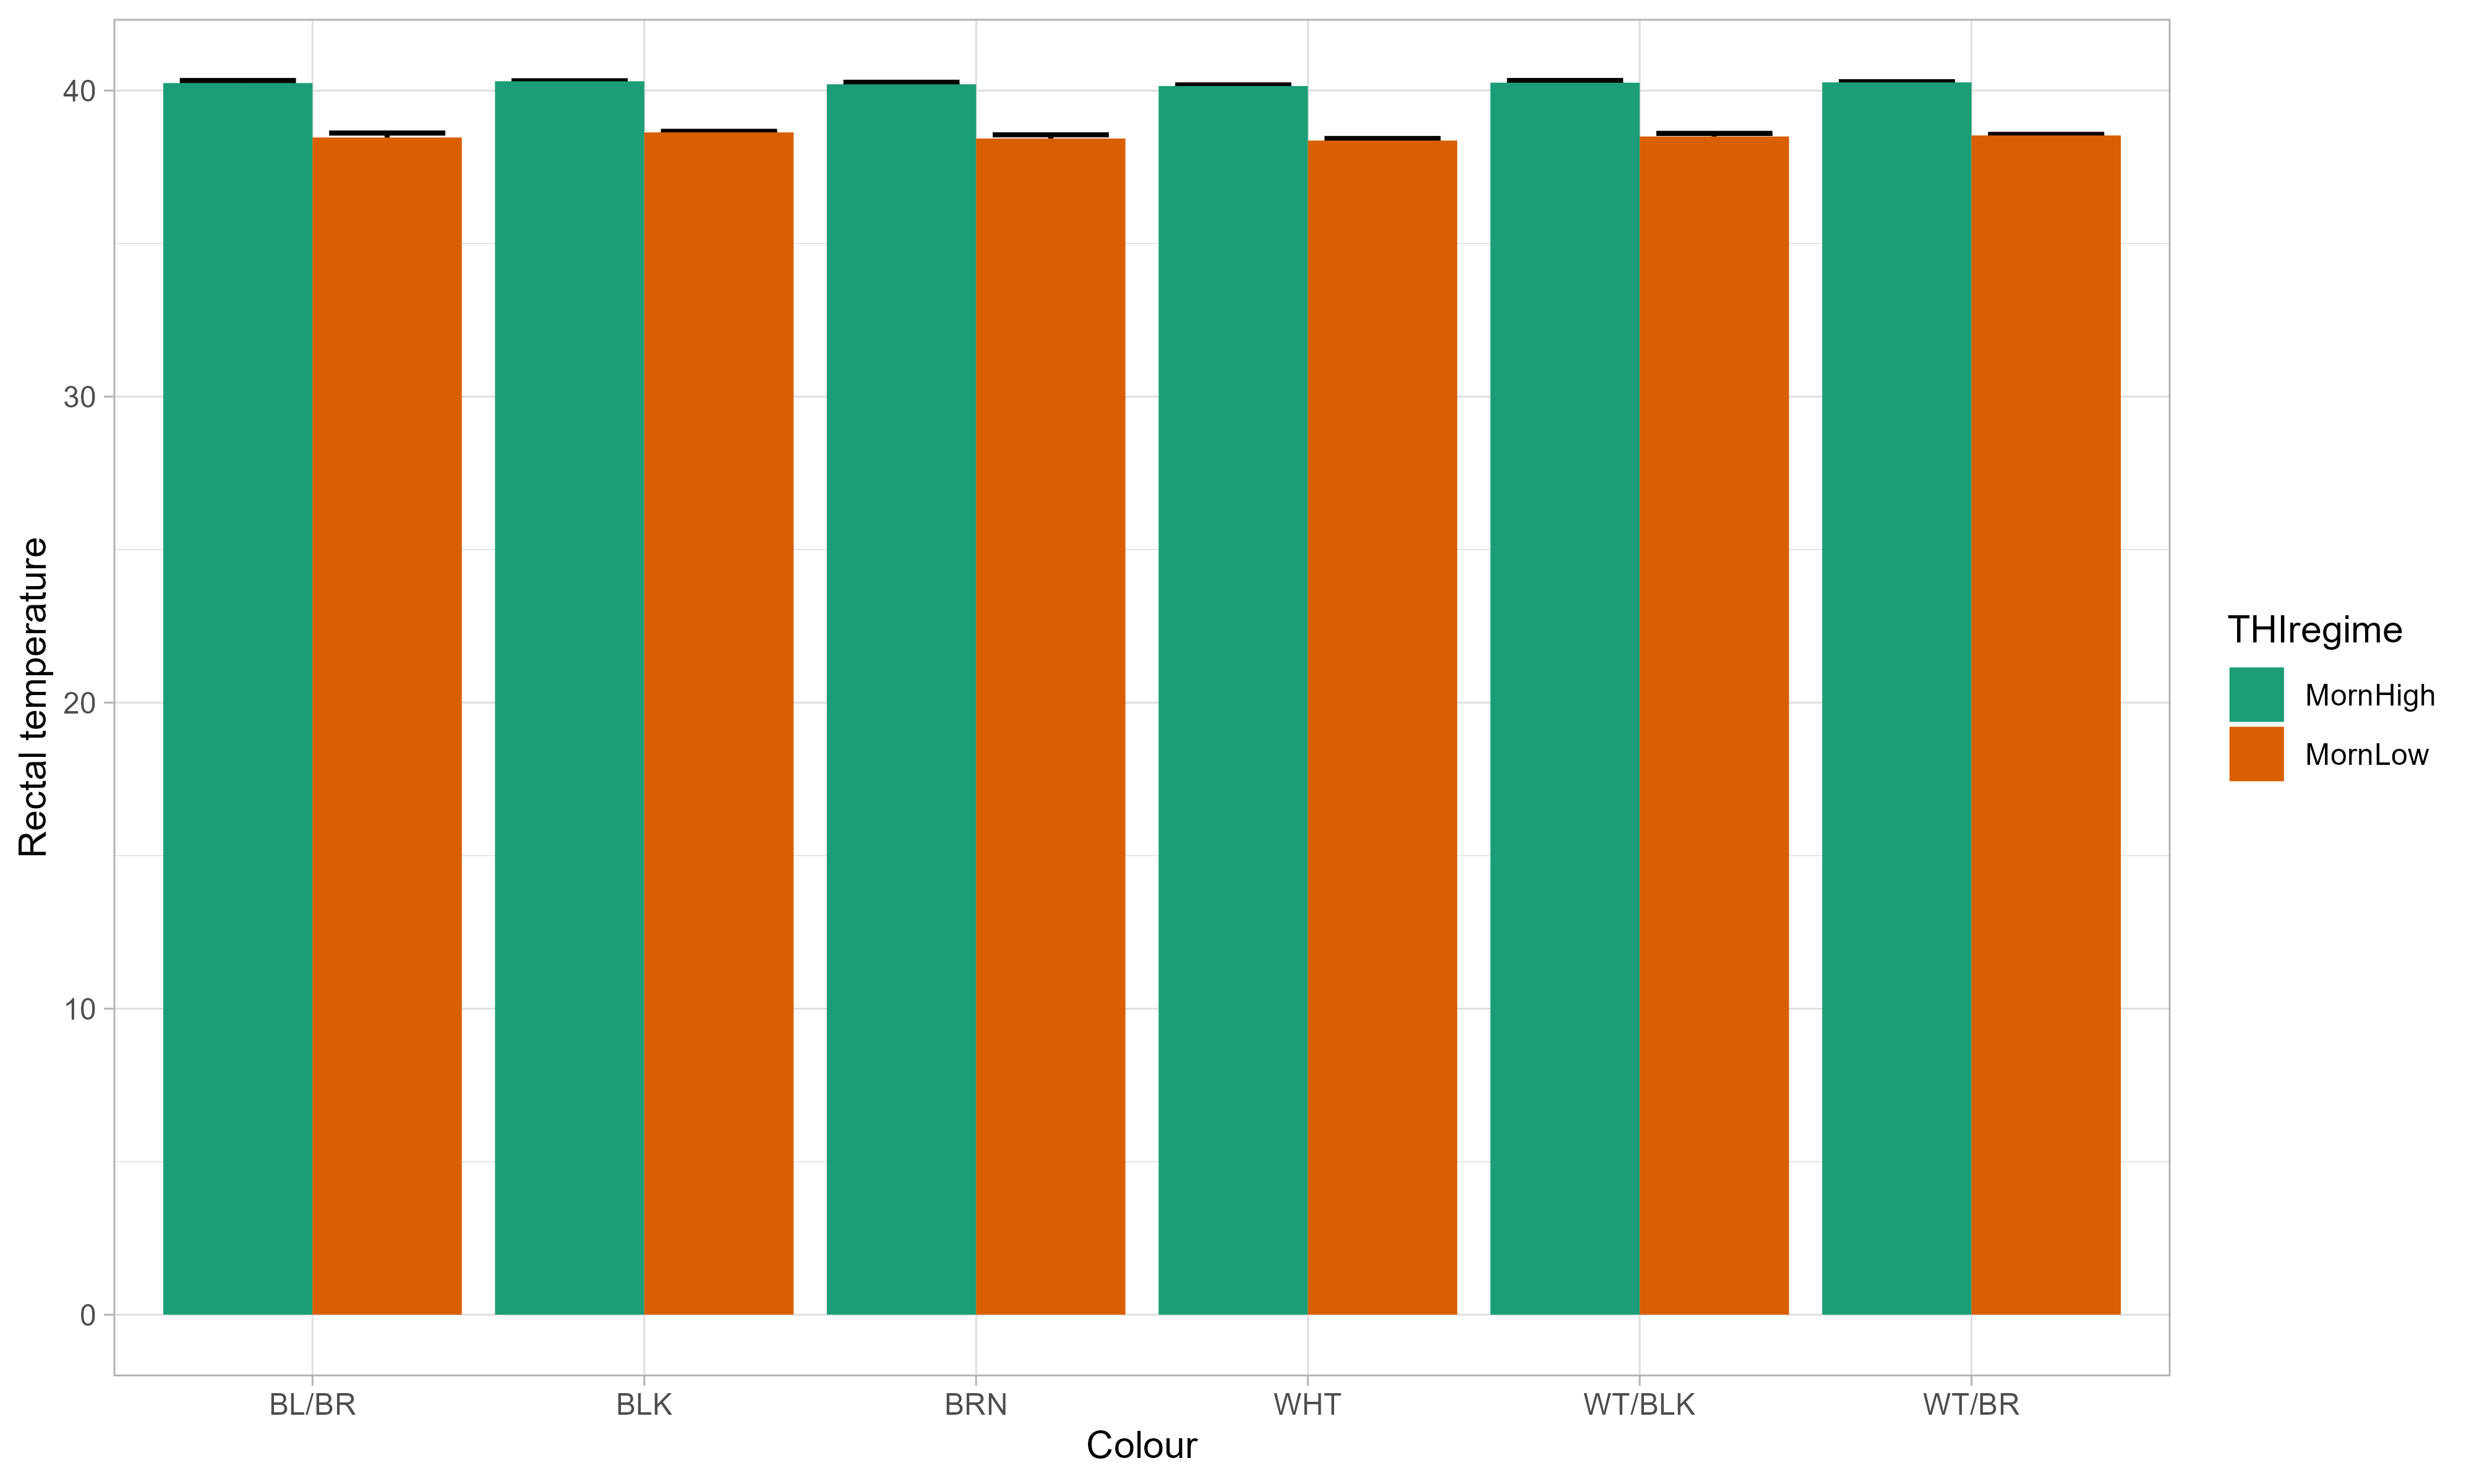 Rectal temperature
40
30
20
10
0
BL/BR
BLK
BRN
WHT
WT/BLK
WT/BR
Colour
THIregime
MornHigh
MornLow